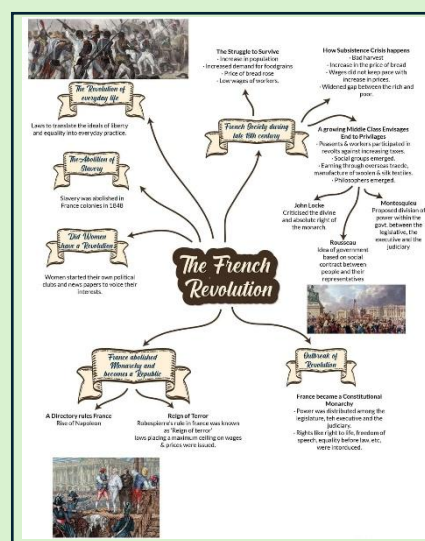 The French
Revolution
The Revolution of
everyday life
Laws to translate the ideals of liberty
and equality into everyday practice.
The Abolition of
Slavery
Slavery was abolished in
France colonies in 1848
Did Women
have a Revolution
Women started their own political
clubs and news papers to voice their
interests.
French Society during
late 18th century
The Struggle to Survive
- Increase in population
- Increased demand for foodgrains
- Price of bread rose
- Low wages of workers.
How Subsistence Crisis happens
- Bad harvest
- Increase in the price of bread
- Wages did not keep pace with
increase in prices.
- Widened gap between the rich and
poor.
A growing Middle Class Envisages
End to Privilages
- Peasants & workers participated in
revolts against increasing taxes.
- Social groups emerged.
- Earning through overseas traede,
manufacture of woolen & silk textiles.
- Philosophers emerged.
John Locke
Criticised the divine
and absolute right of
the monarch.
Rousseau
Idea of government
based on social
contract between
people and their
representatives
Montesquieu
Proposed division of
power within the
govt. between the
legislative, the
executive and the
judiciary
France abolished
Monarchy and
became a Republic
A Directory rules France
Rise of Napoleon
Reign of Terror
Robespierre's role in france was known
as 'Reign of terror'
laws placing a maximum ceiling on wages
& prices were issued.
Outbreak of
Revolution
France became a Constitutional
Monarchy
- Power was distributed among the
legislature, teh executive and the
judiciary.
- Rights like right to life, freedom of
speech, equality before law, etc,
were intorduced.